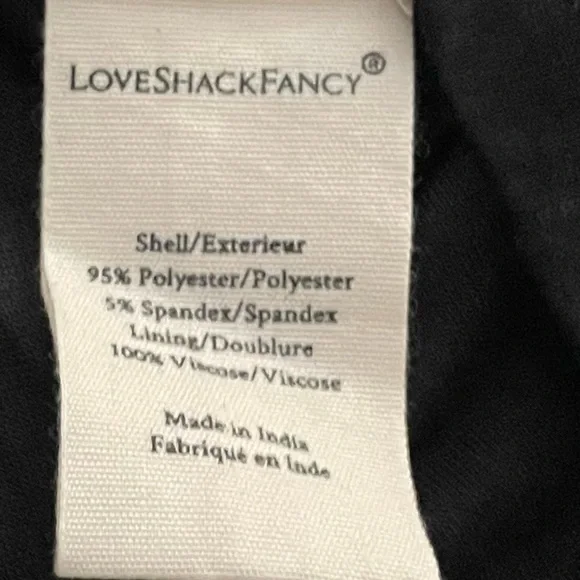 LOVESHACKFANCY®
Shell/Exterieur
95% Polyester/Polyester
5% Spandex/Spandex
Lining/Doublure
100% Viscose/Viscose
Made in India
Fabriqué en Inde